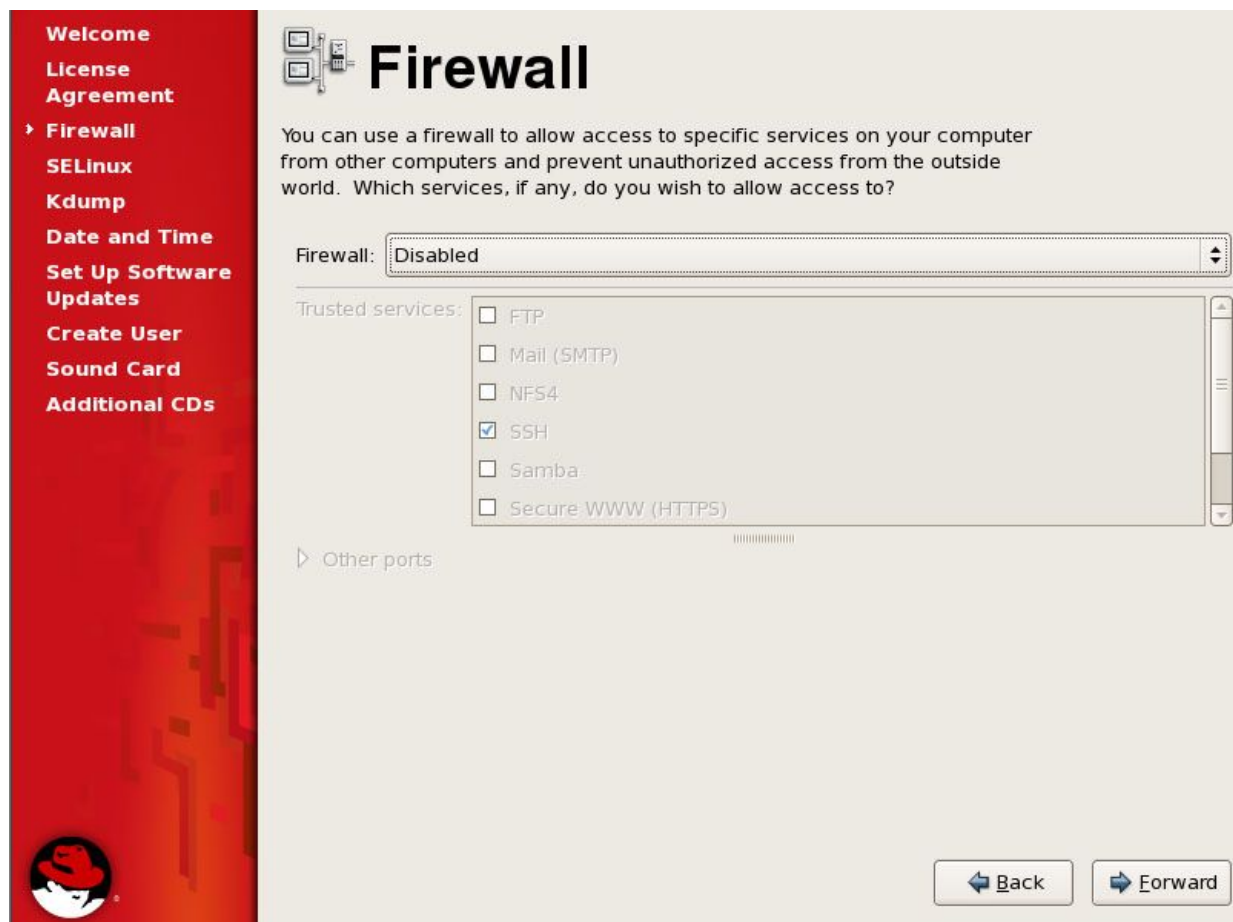 Welcome
License
Agreement
Firewall
SELinux
Kdump
Date and Time
Set Up Software
Updates
Create User
Sound Card
Additional CDs
Firewall
You can use a firewall to allow access to specific services on your computer
from other computers and prevent unauthorized access from the outside
world. Which services, if any, do you wish to allow access to?
Firewall: Disabled
Trusted services:
FTP
Mail (SMTP)
NFS4
SSH
Samba
Secure WWW (HTTPS)
Other ports
Back
Forward